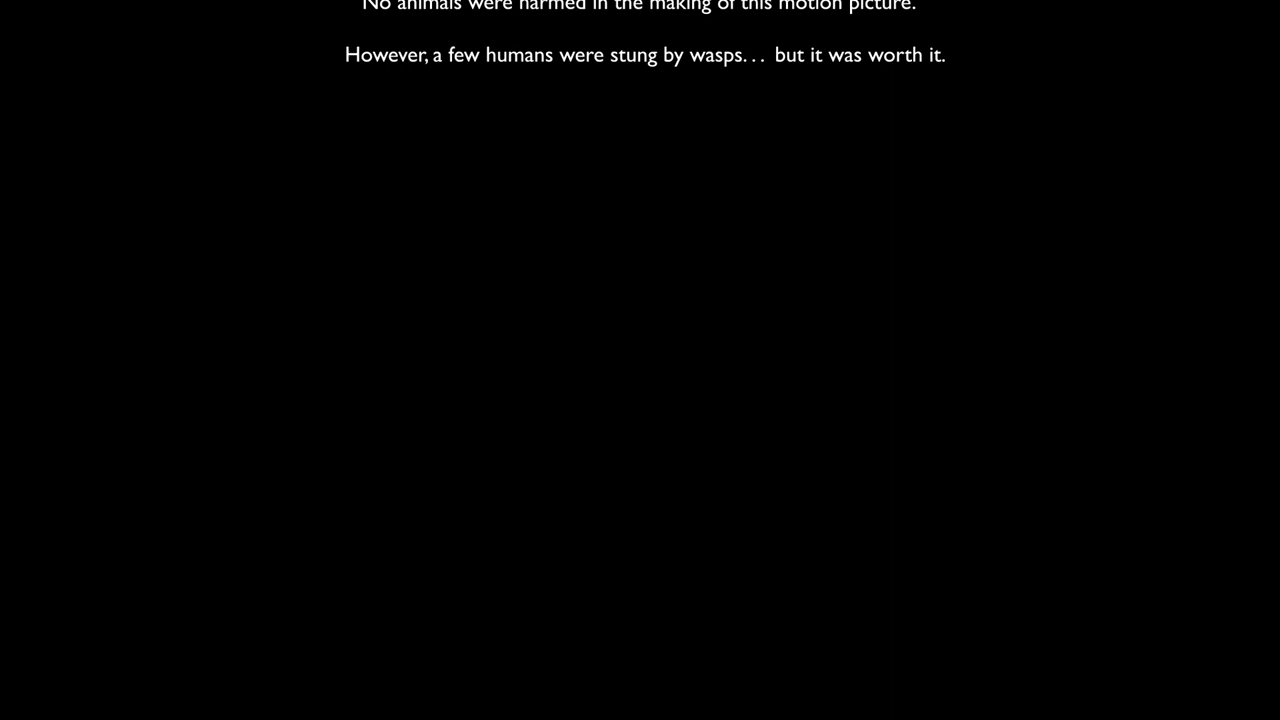 No animals were harmed in the making of this motion picture.
However, a few humans were stung by wasps... but it was worth it.